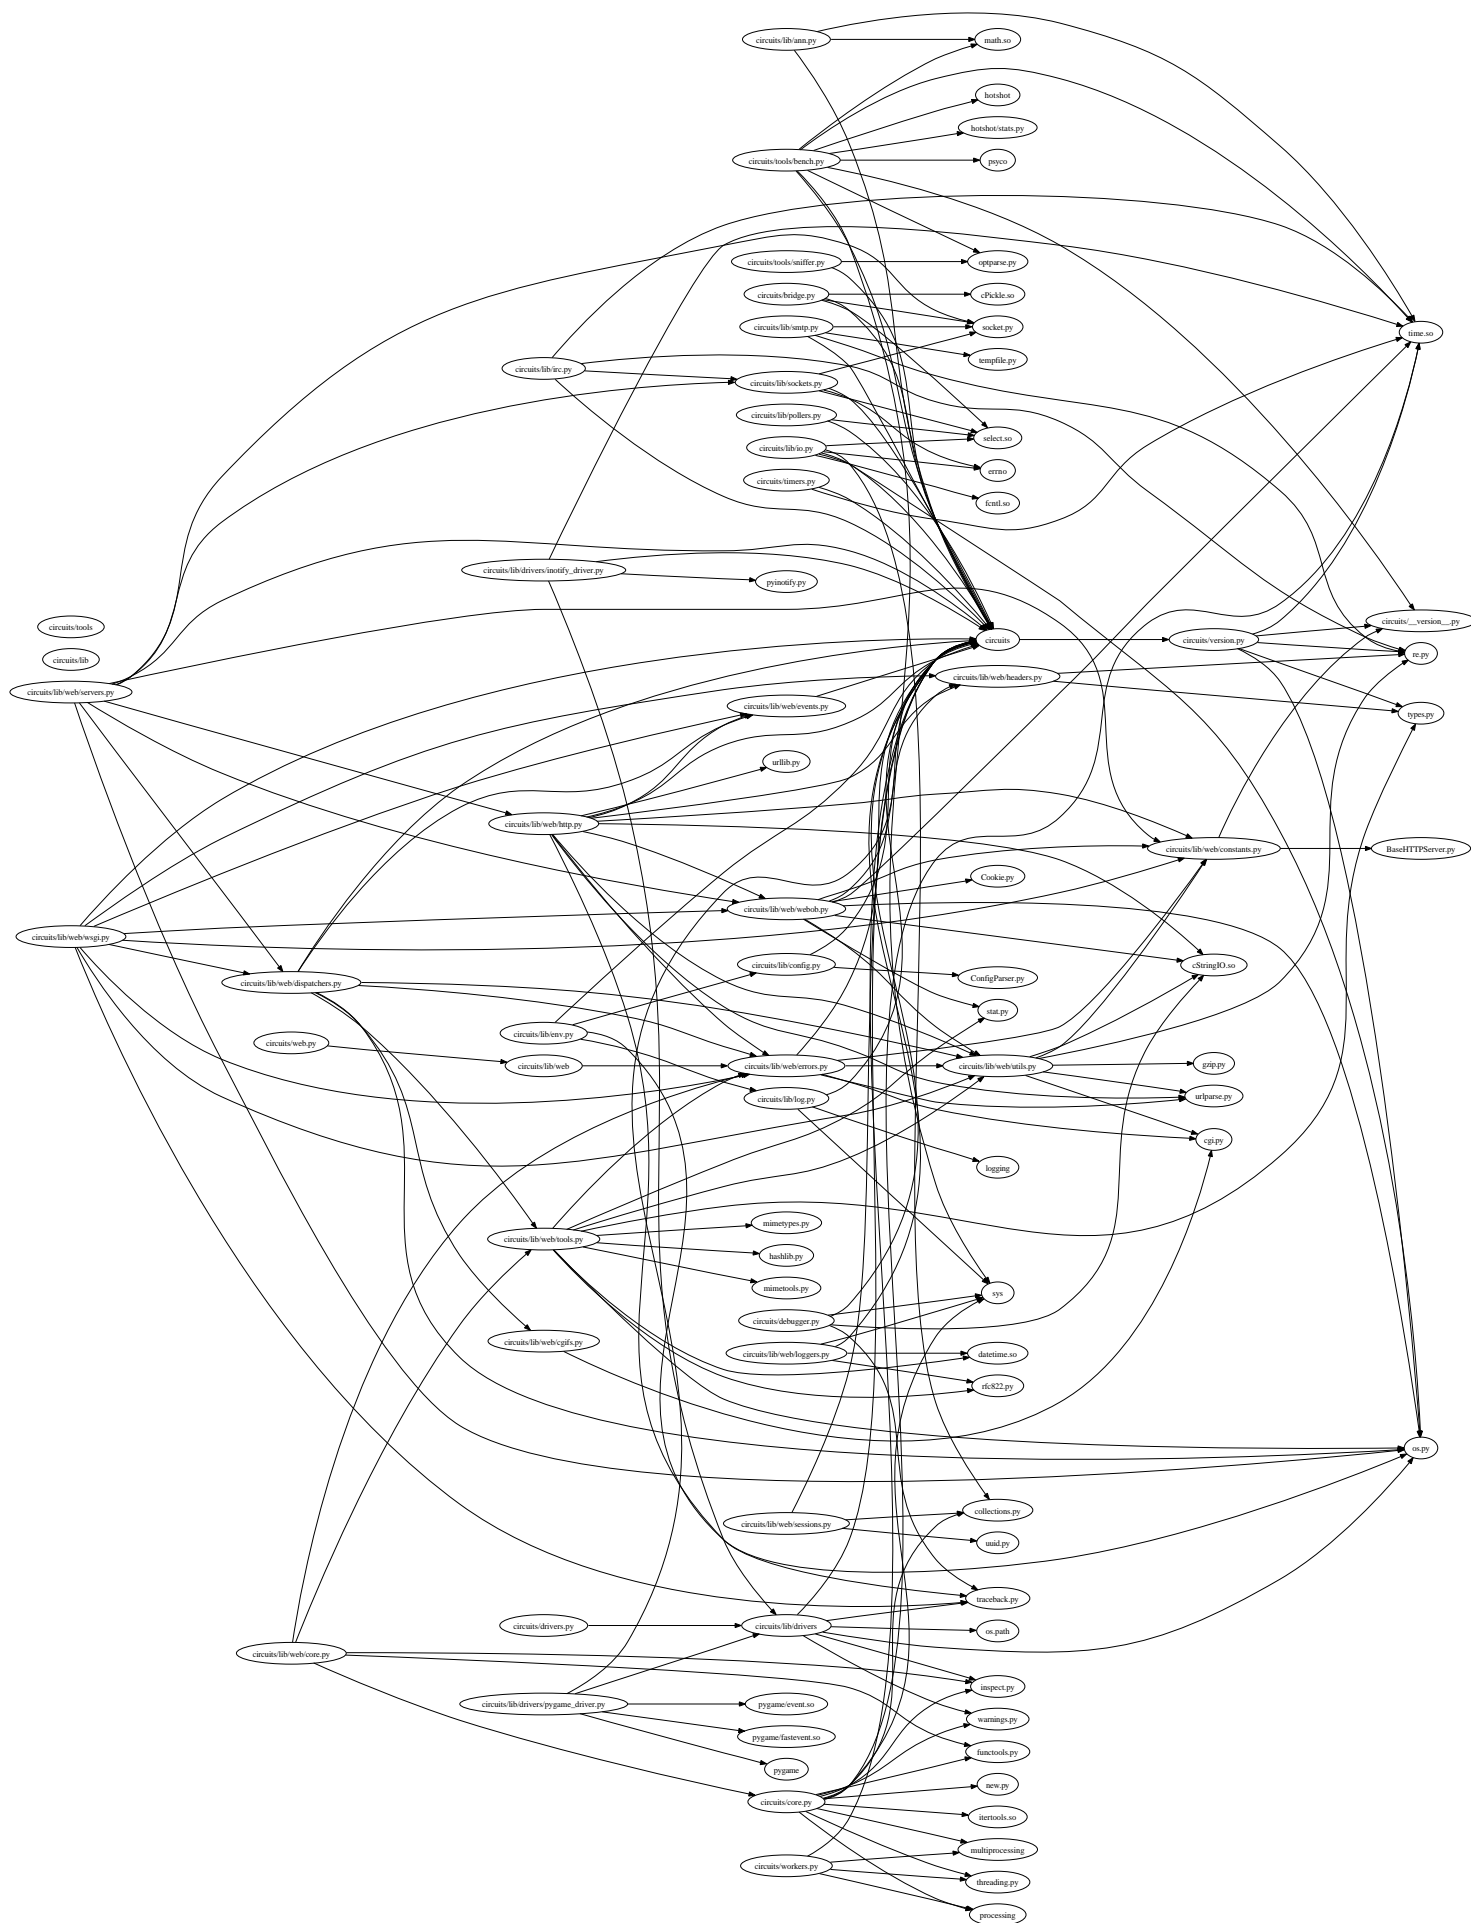 circuits/lib/ann.py
math.so
hotshot
hotshot/stats.py
circuits/tools/bench.py
psyco
circuits/tools/sniffer.py
optparse.py
circuits/bridge.py
cPickle.so
circuits/lib/smtp.py
socket.py
time.so
tempfile.py
circuits/lib/irc.py
circuits/lib/sockets.py
circuits/lib/pollers.py
select.so
circuits/lib/io.py
errno
circuits/timers.py
fcntl.so
circuits/lib/drivers/inotify_driver.py
pyinotify.py
circuits/tools
circuits/__version__.py
circuits
circuits/version.py
re.py
circuits/lib
circuits/lib/web/headers.py
circuits/lib/web/servers.py
circuits/lib/web/events.py
types.py
urllib.py
circuits/lib/web/http.py
circuits/lib/web/constants.py
BaseHTTPServer.py
Cookie.py
circuits/lib/web/webob.py
circuits/lib/web/wsgi.py
circuits/lib/config.py
cStringIO.so
ConfigParser.py
circuits/lib/web/dispatchers.py
stat.py
circuits/lib/env.py
circuits/web.py
circuits/lib/web
circuits/lib/web/errors.py
circuits/lib/web/utils.py
gzip.py
circuits/lib/log.py
urlparse.py
cgi.py
logging
mimetypes.py
circuits/lib/web/tools.py
hashlib.py
mimetools.py
sys
circuits/debugger.py
circuits/lib/web/cgifs.py
circuits/lib/web/loggers.py
datetime.so
rfc822.py
os.py
collections.py
circuits/lib/web/sessions.py
uuid.py
traceback.py
circuits/drivers.py
circuits/lib/drivers
os.path
circuits/lib/web/core.py
inspect.py
circuits/lib/drivers/pygame_driver.py
pygame/event.so
warnings.py
pygame/fastevent.so
functools.py
pygame
new.py
circuits/core.py
itertools.so
multiprocessing
circuits/workers.py
threading.py
processing